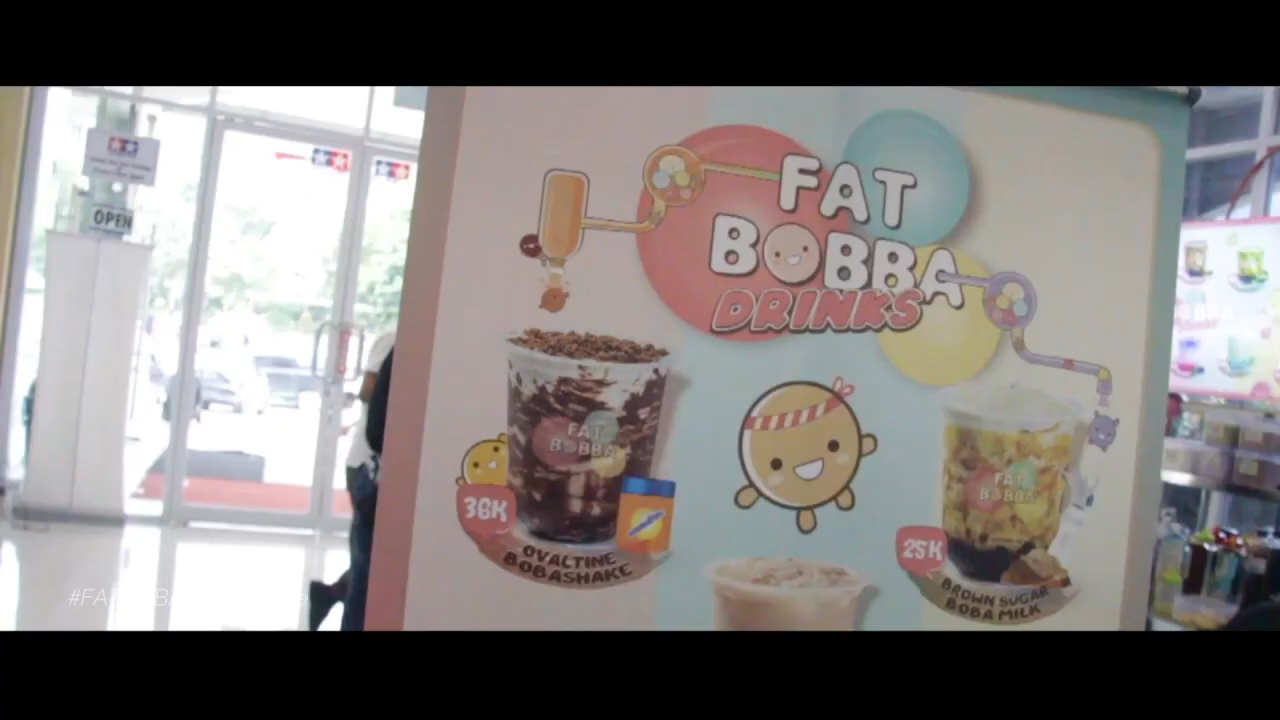 OPEN
FAT
BOBBA
DRINKS
FAT
BOBBA
36K
OVALTINE
BOBASHAKE
FAT
BOBBA
25K
BROWN SUGAR
BOBA MILK